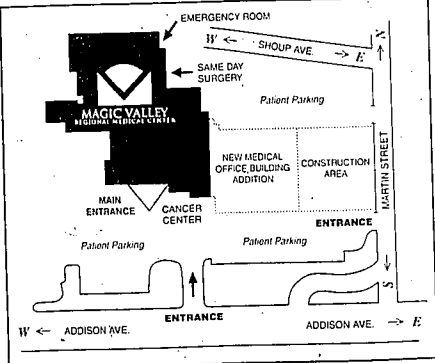 EMERGENCY ROOM
W
SHOUP AVE.
E
N
SAME DAY
SURGERY
Patient Parking
MAGIC VALLEY
REGIONAL MEDICAL CENTER
NEW MEDICAL
OFFICE BUILDING
ADDITION
CONSTRUCTION
AREA
MARTIN STREET
MAIN
ENTRANCE
CANCER
CENTER
ENTRANCE
Patient Parking
Patient Parking
S
ENTRANCE
W
ADDISON AVE.
ADDISON AVE.
E